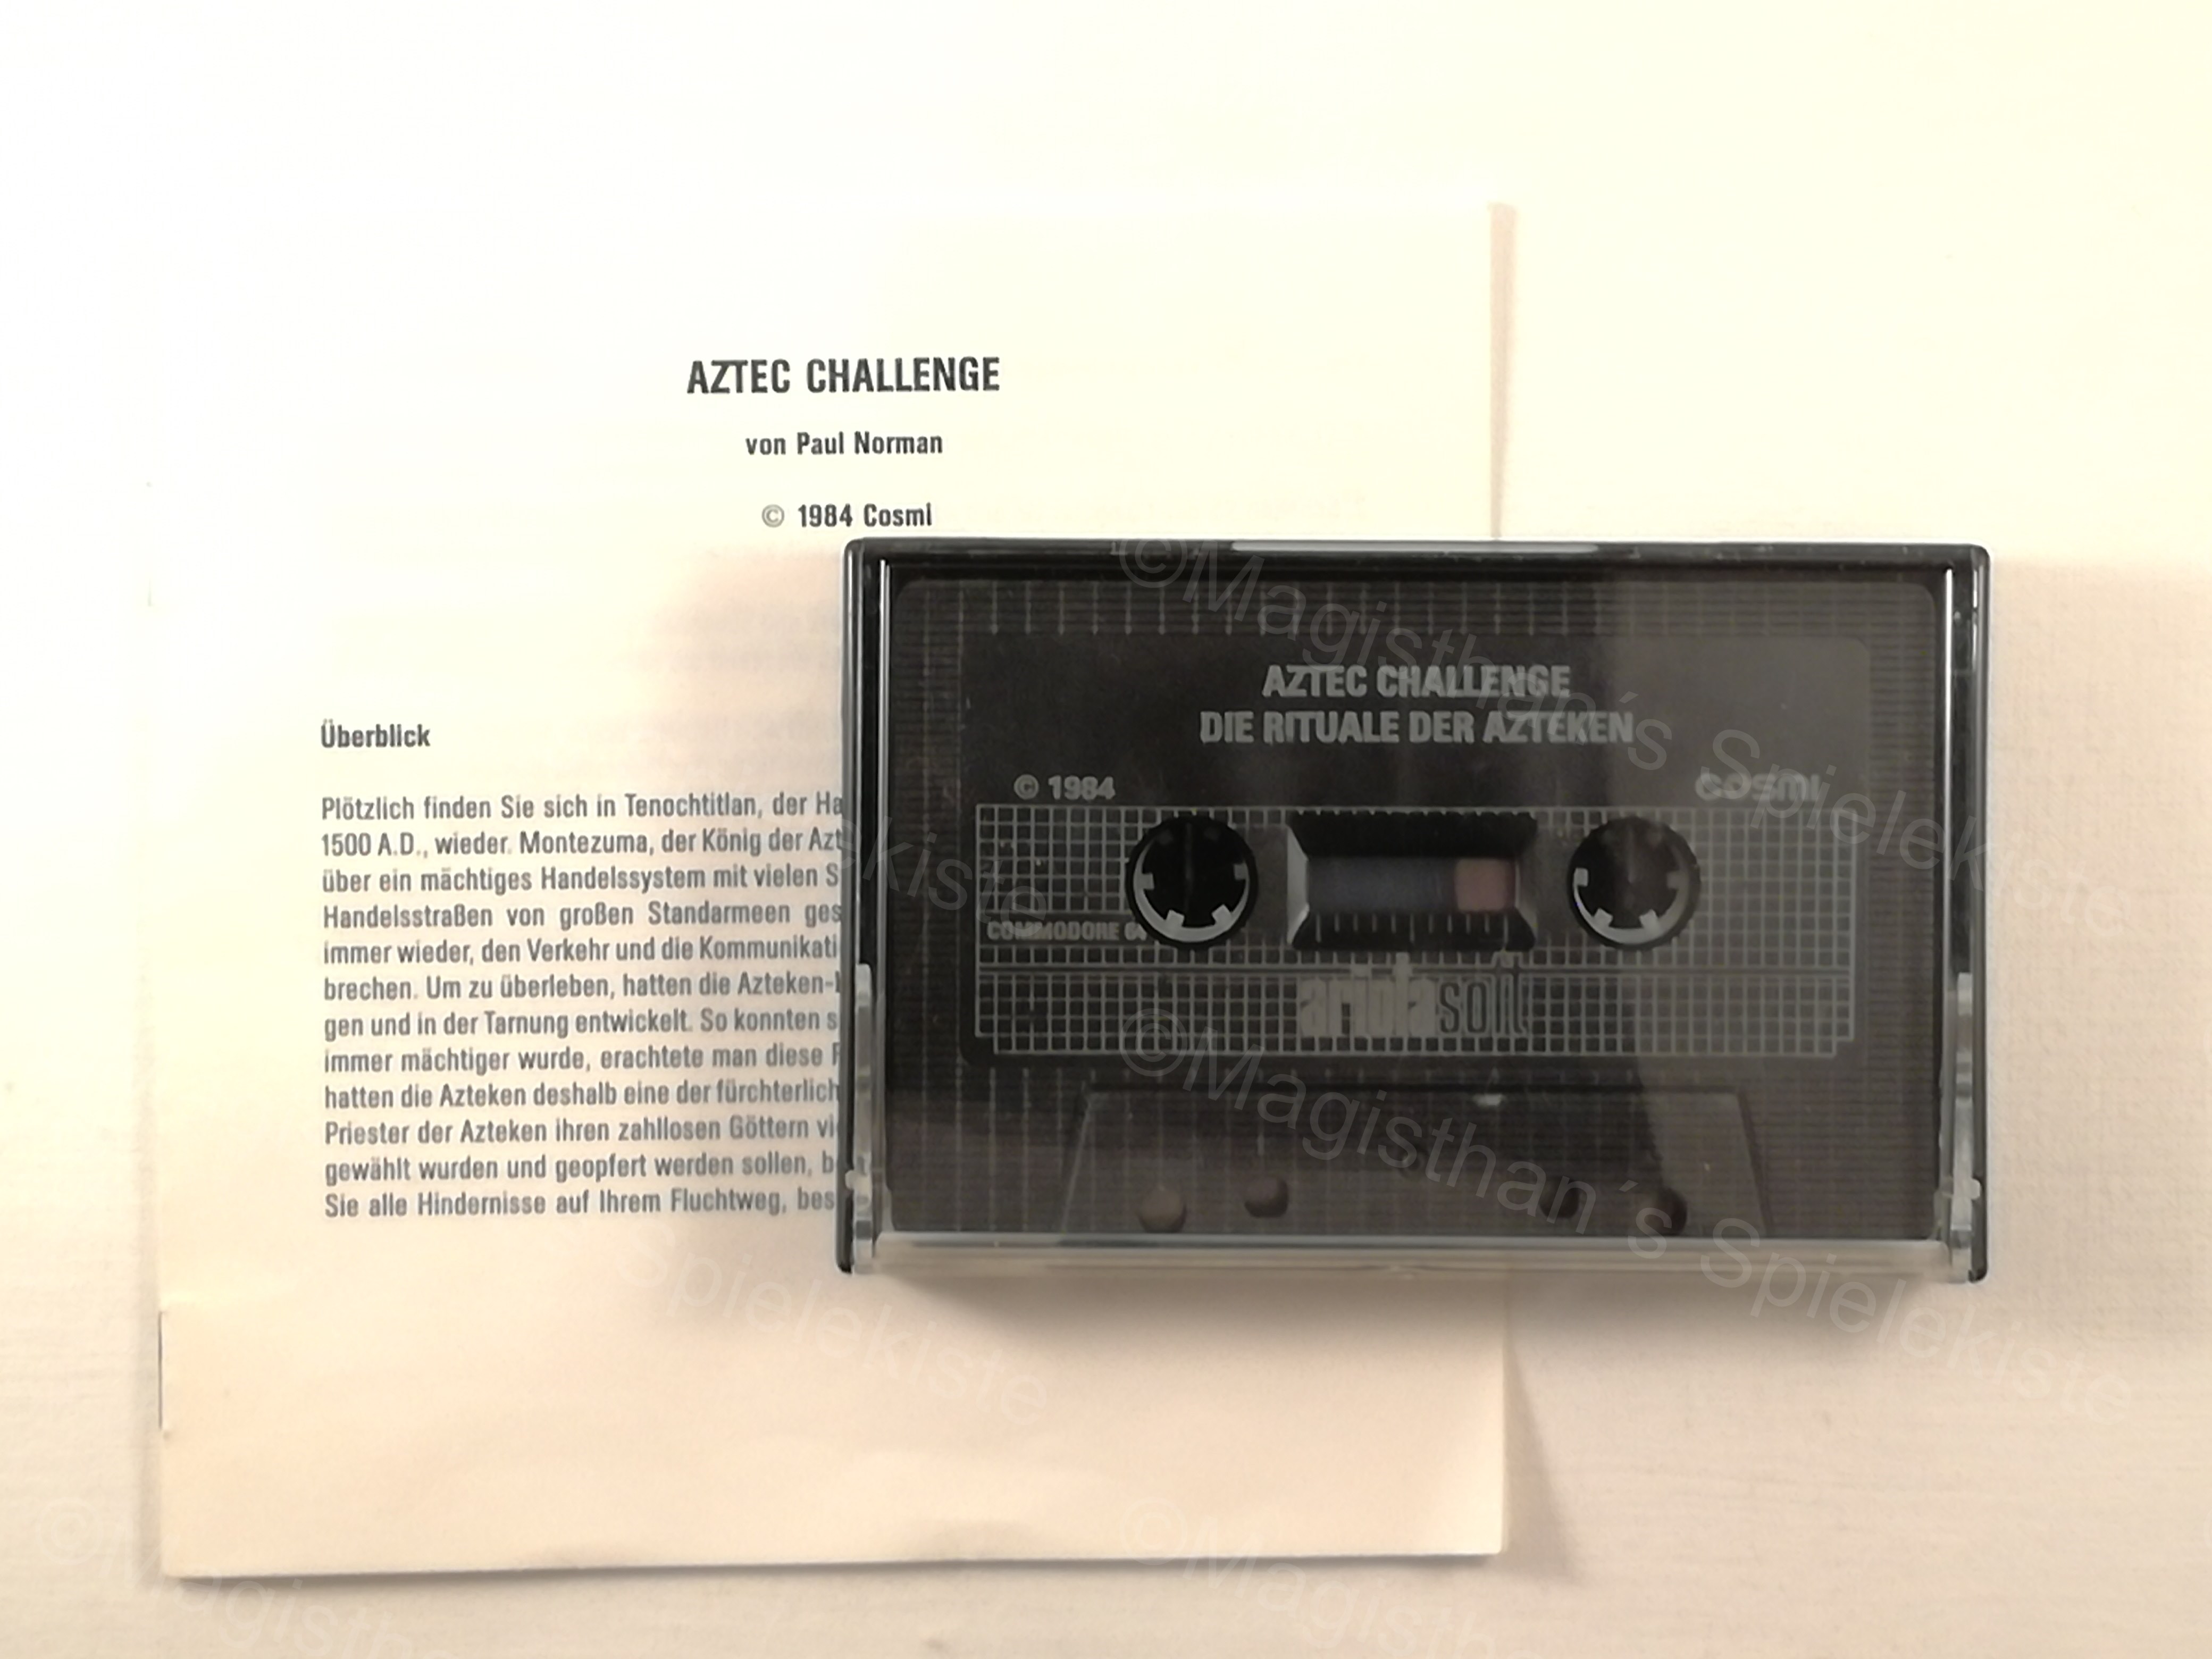 AZTEC CHALLENGE
von Paul Norman
© 1984 Cosmi
Überblick
Plötzlich finden Sie sich in Tenochtitlan, der Ha
1500 A.D., wieder. Montezuma, der König der Azt
über ein mächtiges Handelssystem mit vielen S
Handelsstraßen von großen Standarmeen ges
immer wieder, den Verkehr und die Kommunikati
brechen. Um zu überleben, hatten die Azteken-
gen und in der Tarnung entwickelt. So konnten s
immer mächtiger wurde, erachtete man diese F
hatten die Azteken deshalb eine der fürchterlich
Priester der Azteken ihren zahllosen Göttern vi
gewählt wurden und geopfert werden sollen, b
Sie alle Hindernisse auf Ihrem Fluchtweg, bes
AZTEC CHALLENGE
DIE RITUALE DER AZTEKEN
© 1984
cosmi
COMMODORE 64
ariolasoft
©Magisthan´s Spielekiste
©Magisthan´s Spielekiste
kiste
Spielekiste
©Magisthan´s
©Magistha